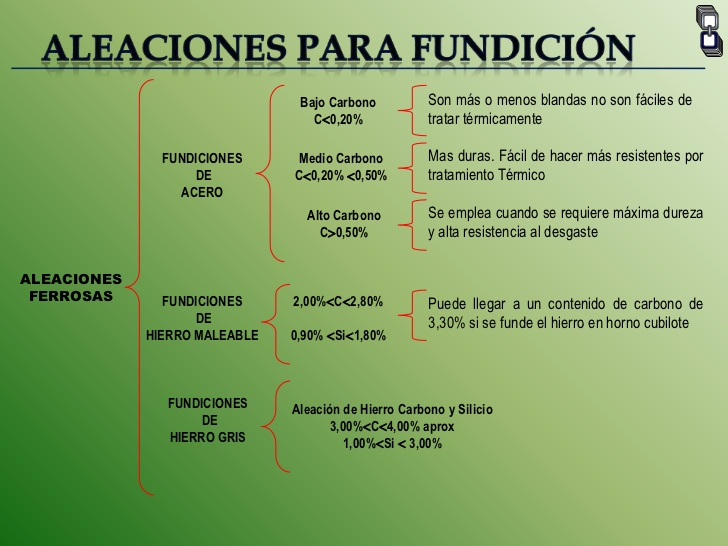 ALEACIONES PARA FUNDICIÓN
ALEACIONES
FERROSAS
FUNDICIONES
DE
ACERO
Bajo Carbono
C<0,20%
Son más o menos blandas no son fáciles de
tratar térmicamente
Medio Carbono
C<0,20% <0,50%
Mas duras. Fácil de hacer más resistentes por
tratamiento Térmico
Alto Carbono
C>0,50%
Se emplea cuando se requiere máxima dureza
y alta resistencia al desgaste
FUNDICIONES
DE
HIERRO MALEABLE
2,00%<C<2,80%
0,90% <Si<1,80%
Puede llegar a un contenido de carbono de
3,30% si se funde el hierro en horno cubilote
FUNDICIONES
DE
HIERRO GRIS
Aleación de Hierro Carbono y Silicio
3,00%<C<4,00% aprox
1,00%<Si < 3,00%